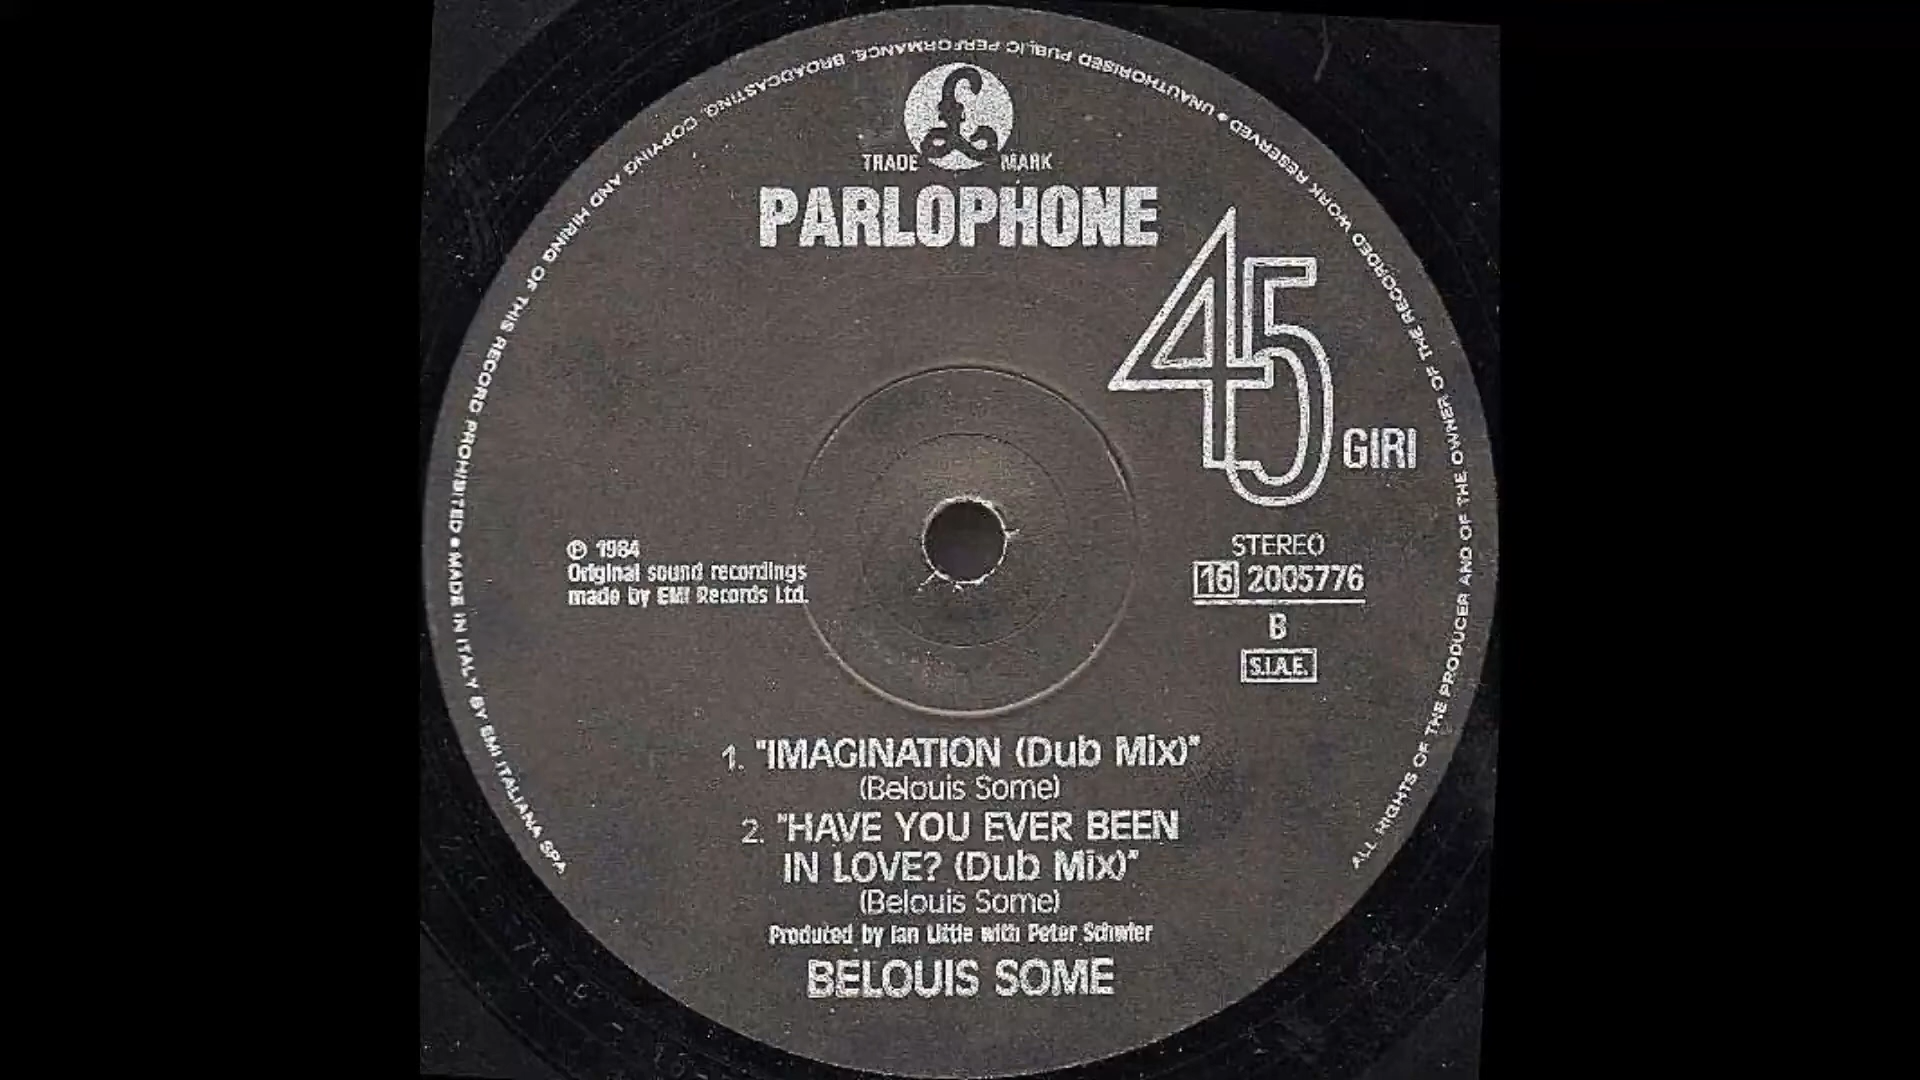 UNAUTHORISED PUBLIC PERFORMANCE, BROADCASTING, COPYING AND HIRING OF THIS RECORD PROHIBITED • MADE IN ITALY BY EMI ITALIANA SPA
ALL RIGHTS OF THE PRODUCER AND OF THE OWNER OF THE RECORDED WORK RESERVED •
TRADE MARK
PARLOPHONE
45 GIRI
℗ 1984
Original sound recordings
made by EMI Records Ltd.
STEREO
16 2005776
B
S.I.A.E.
1. "IMAGINATION (Dub Mix)"
(Belouis Some)
2. "HAVE YOU EVER BEEN
IN LOVE? (Dub Mix)"
(Belouis Some)
Produced by Ian Little with Peter Schwier
BELOUIS SOME